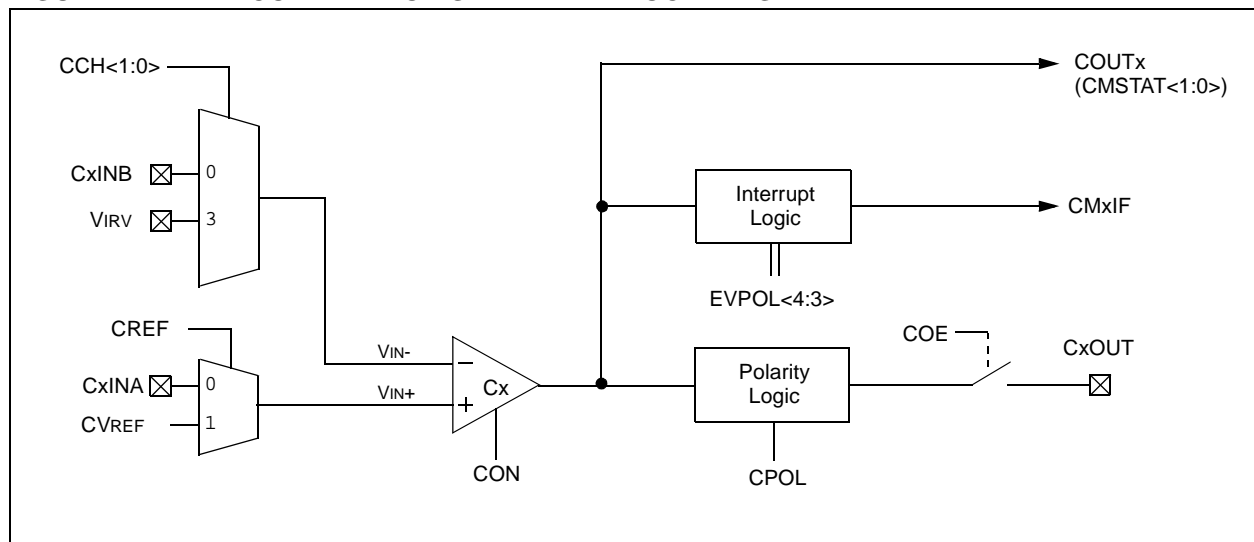 CCH<1:0>
COUTx
(CMSTAT<1:0>)
CxINB
0
VIRV
3
Interrupt
Logic
CMxIF
EVPOL<4:3>
CREF
COE
CxOUT
VIN-
CxINA
0
–
Cx
Polarity
Logic
VIN+
+
CVREF
1
CON
CPOL